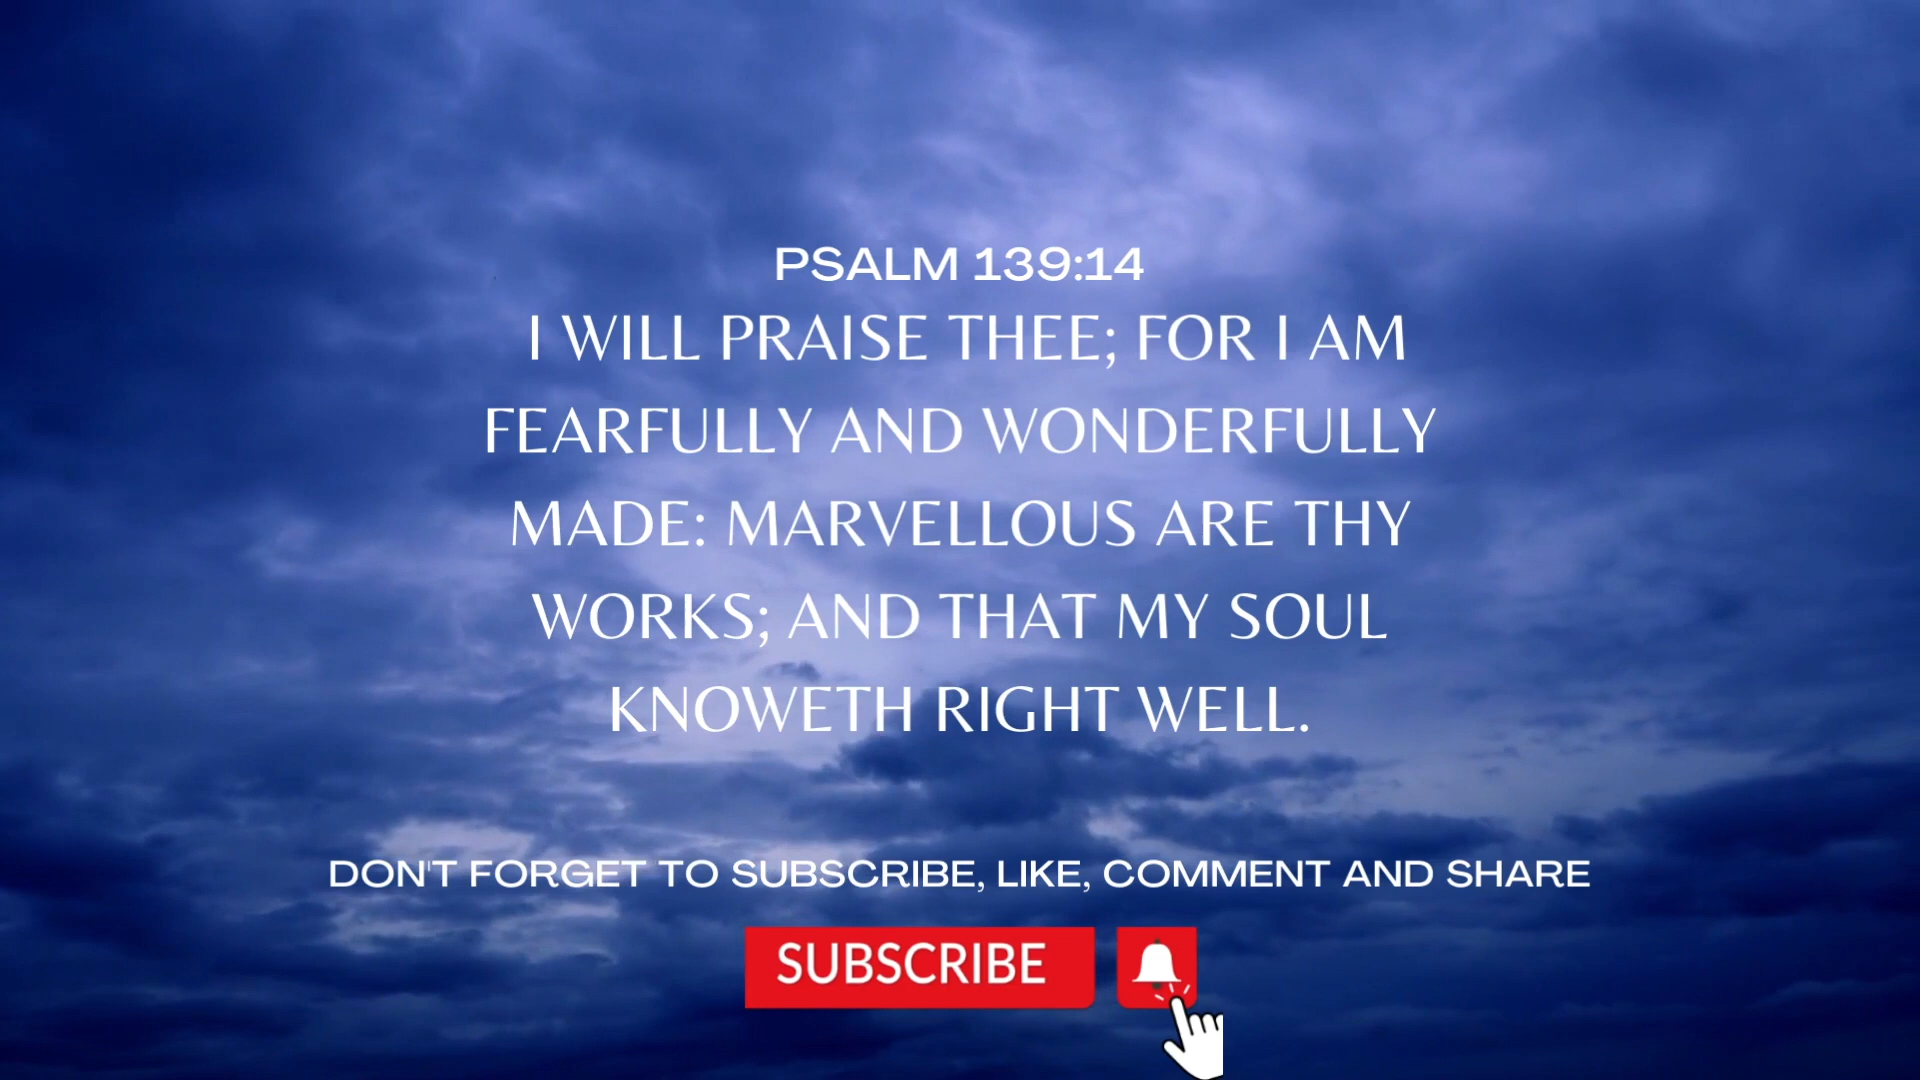 PSALM 139:14
I WILL PRAISE THEE; FOR I AM
FEARFULLY AND WONDERFULLY
MADE: MARVELLOUS ARE THY
WORKS; AND THAT MY SOUL
KNOWETH RIGHT WELL.
DON'T FORGET TO SUBSCRIBE, LIKE, COMMENT AND SHARE
SUBSCRIBE